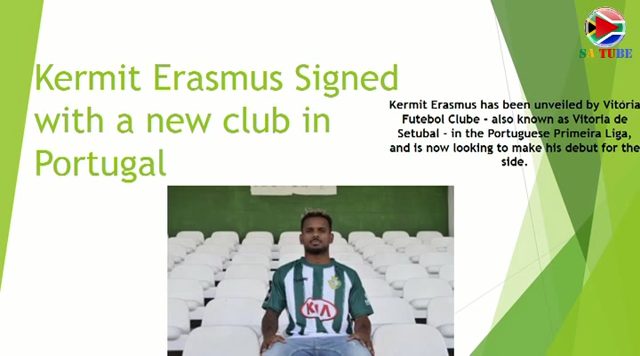 SA TUBE
Kermit Erasmus Signed
with a new club in
Portugal
Kermit Erasmus has been unveiled by Vitória
Futebol Clube - also known as Vitoria de
Setubal - in the Portuguese Primeira Liga,
and is now looking to make his debut for the
side.
KIA